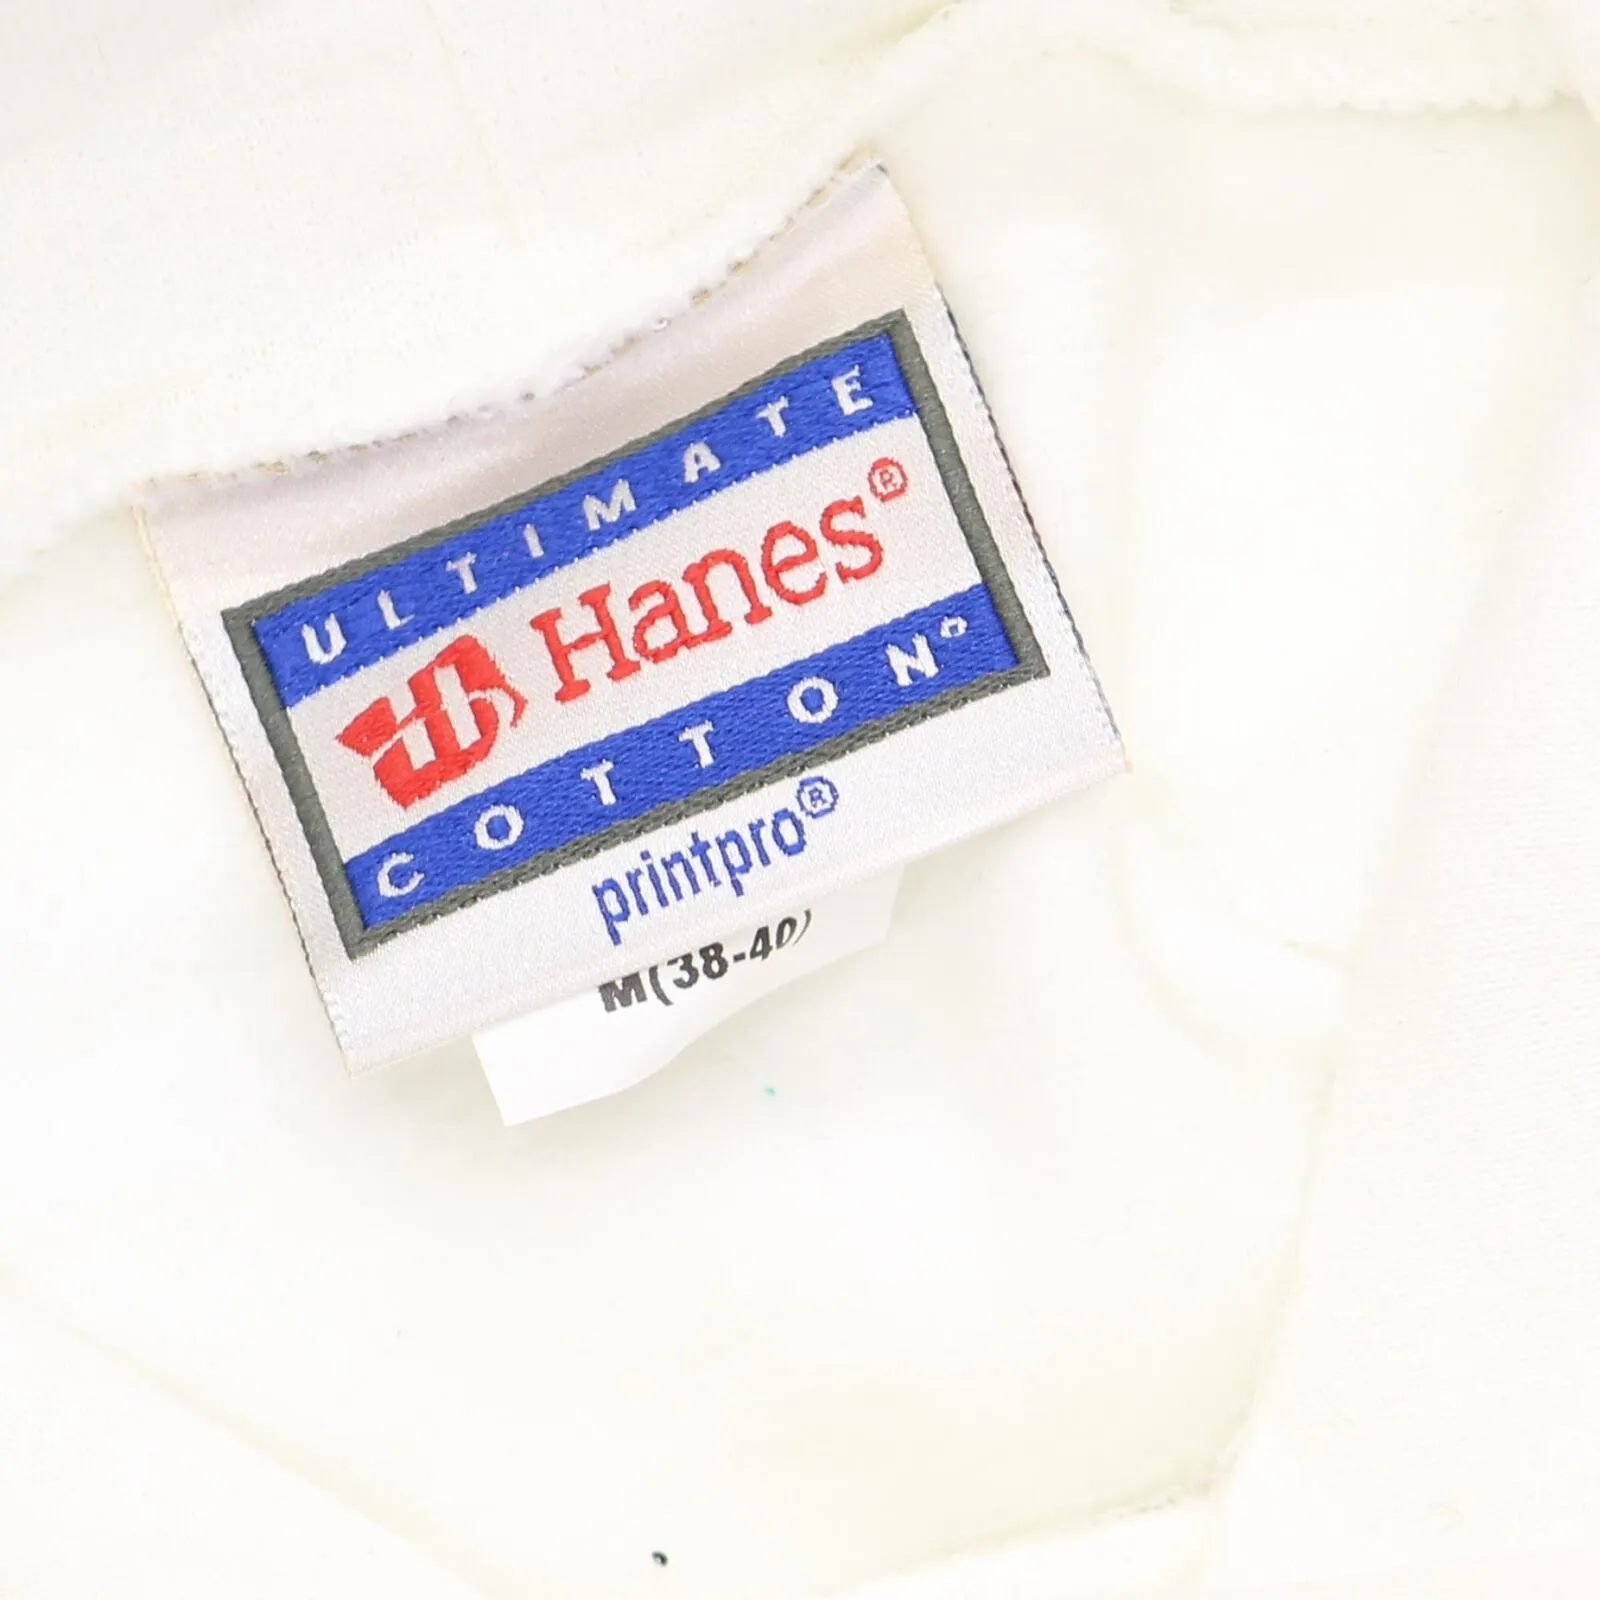 ULTIMATE
Hanes®
COTTON®
printpro®
M(38-40)